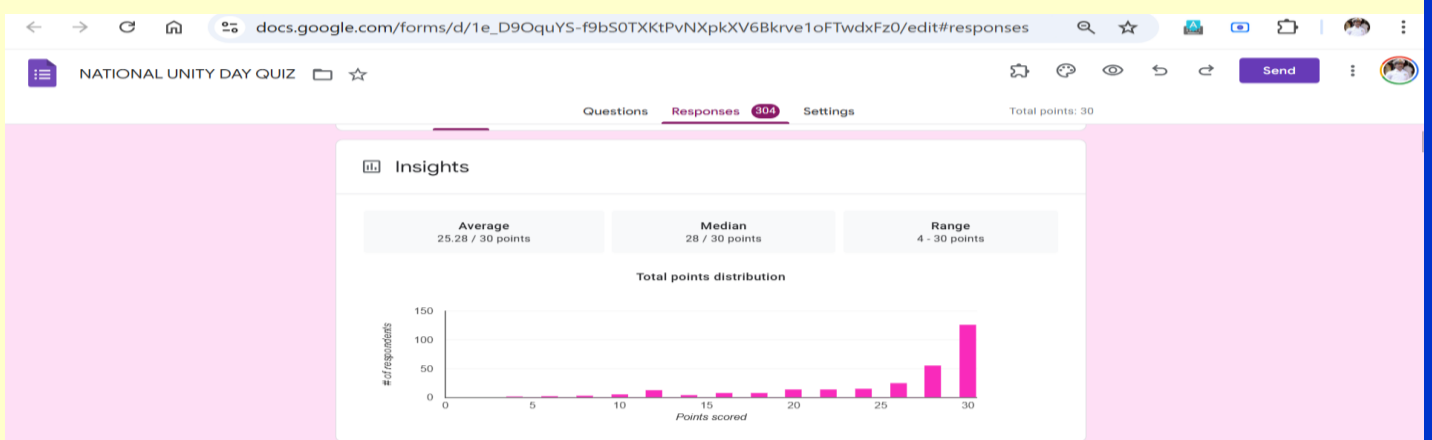 docs.google.com/forms/d/1e_D9OquYS-f9bS0TXKtPvNXpkXV6Bkrve1oFTwdxFz0/edit#responses
NATIONAL UNITY DAY QUIZ
Send
Questions Responses 304 Settings Total points: 30
Insights
Average Median Range
25.28 / 30 points 28 / 30 points 4 - 30 points
Total points distribution
# of respondents
150
100
50
0
0 5 10 15 20 25 30
Points scored